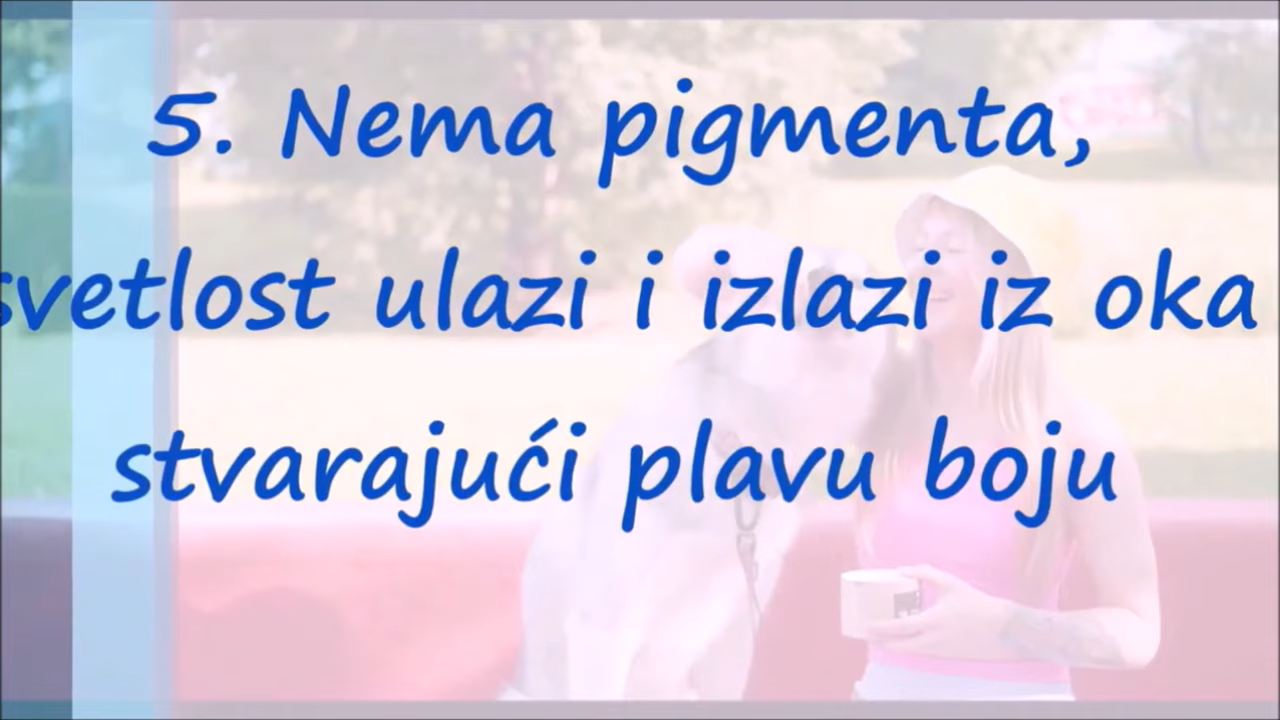 5. Nema pigmenta,
svetlost ulazi i izlazi iz oka
stvarajući plavu boju